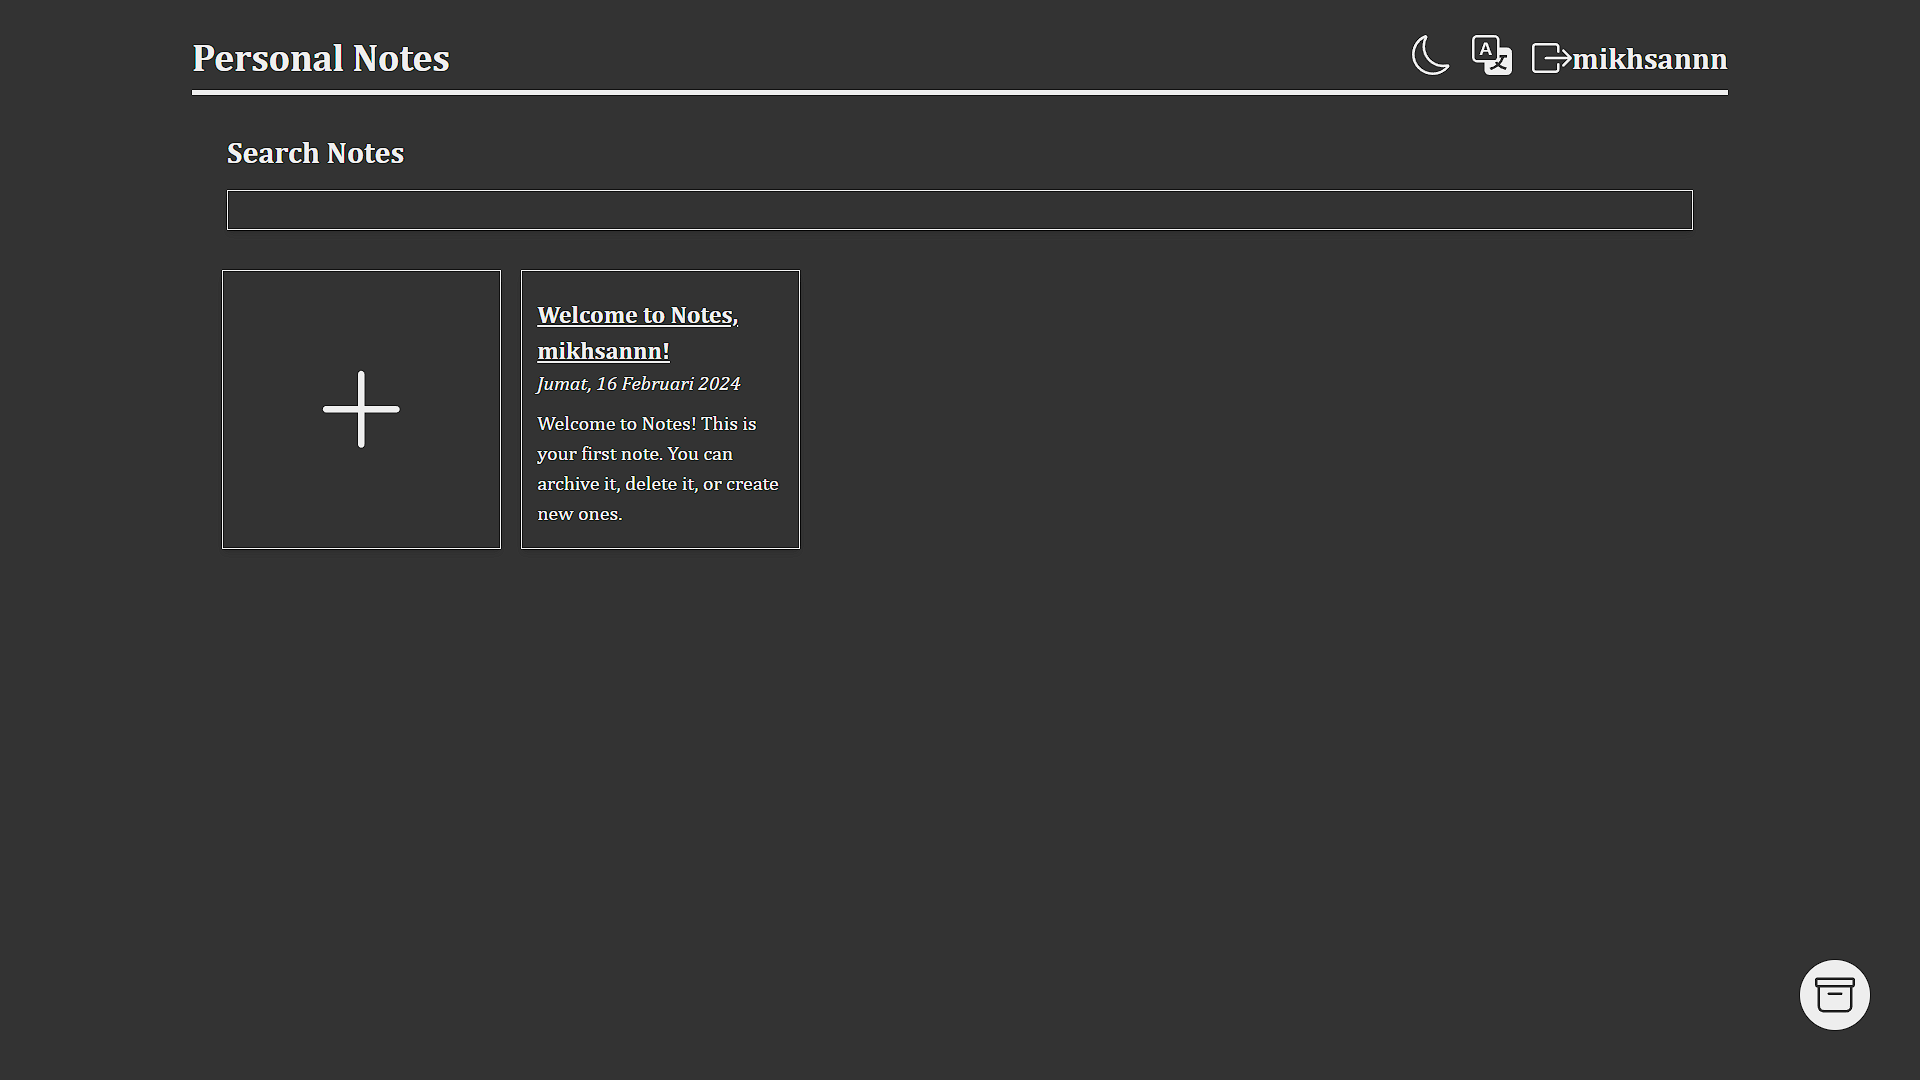 Personal Notes
A 文
mikhsannn
Search Notes
Welcome to Notes,
mikhsannn!
Jumat, 16 Februari 2024
Welcome to Notes! This is
your first note. You can
archive it, delete it, or create
new ones.